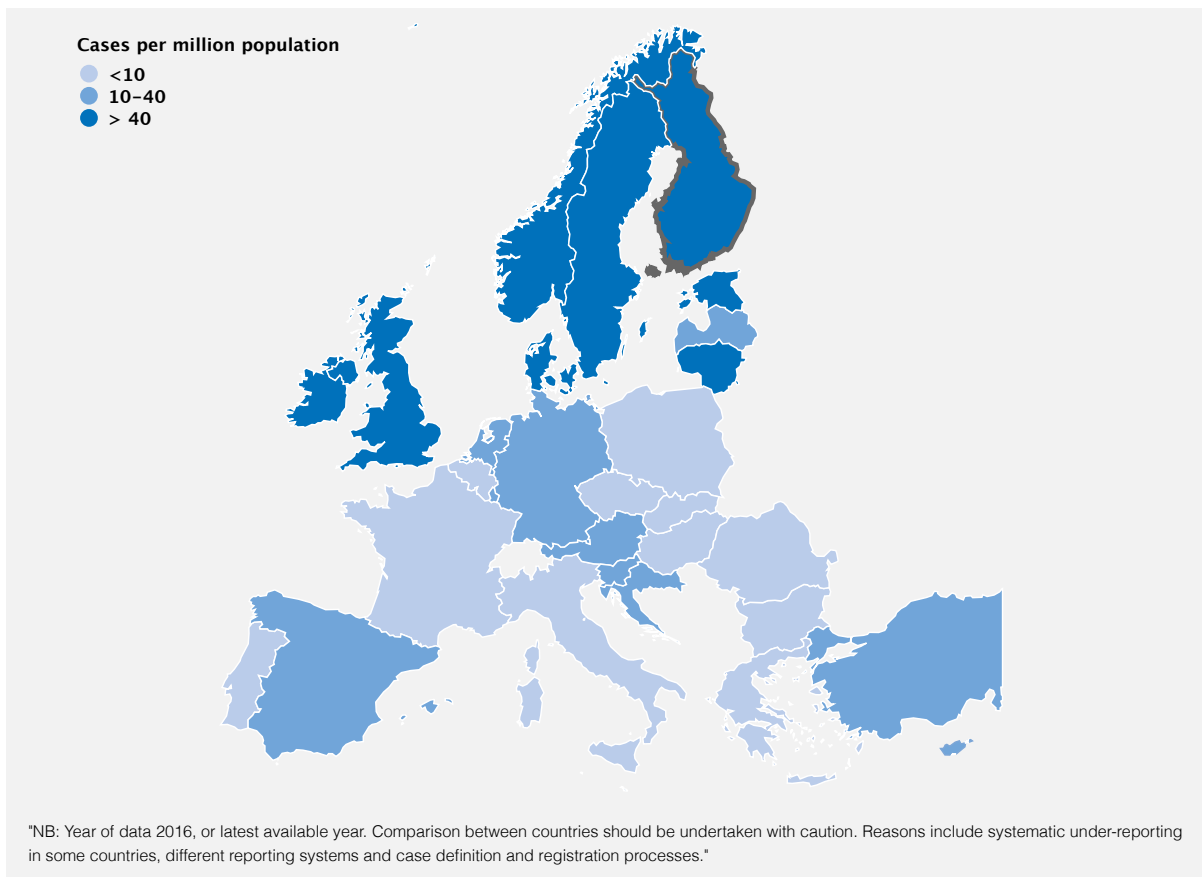 Cases per million population
<10
10–40
> 40
"NB: Year of data 2016, or latest available year. Comparison between countries should be undertaken with caution. Reasons include systematic under-reporting
in some countries, different reporting systems and case definition and registration processes."